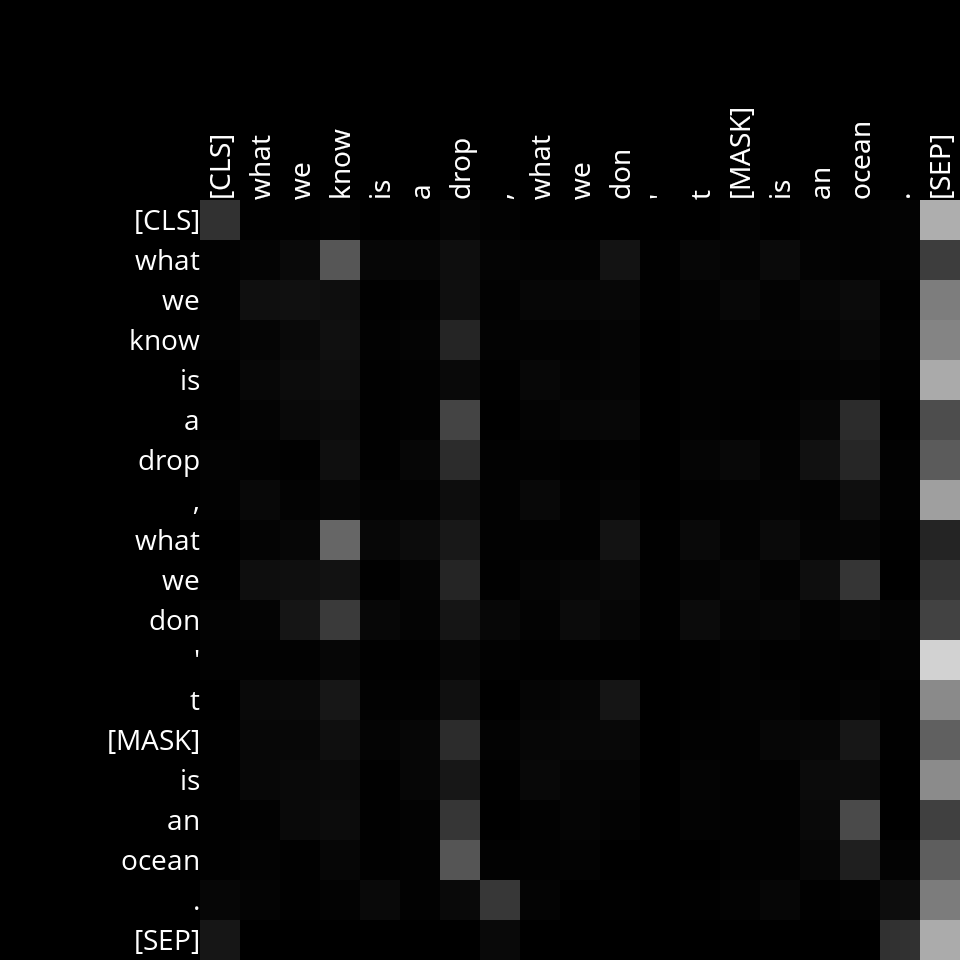 [CLS] what we know is a drop , what we don ' t [MASK] is an ocean . [SEP]
[CLS]
what
we
know
is
a
drop
,
what
we
don
'
t
[MASK]
is
an
ocean
.
[SEP]